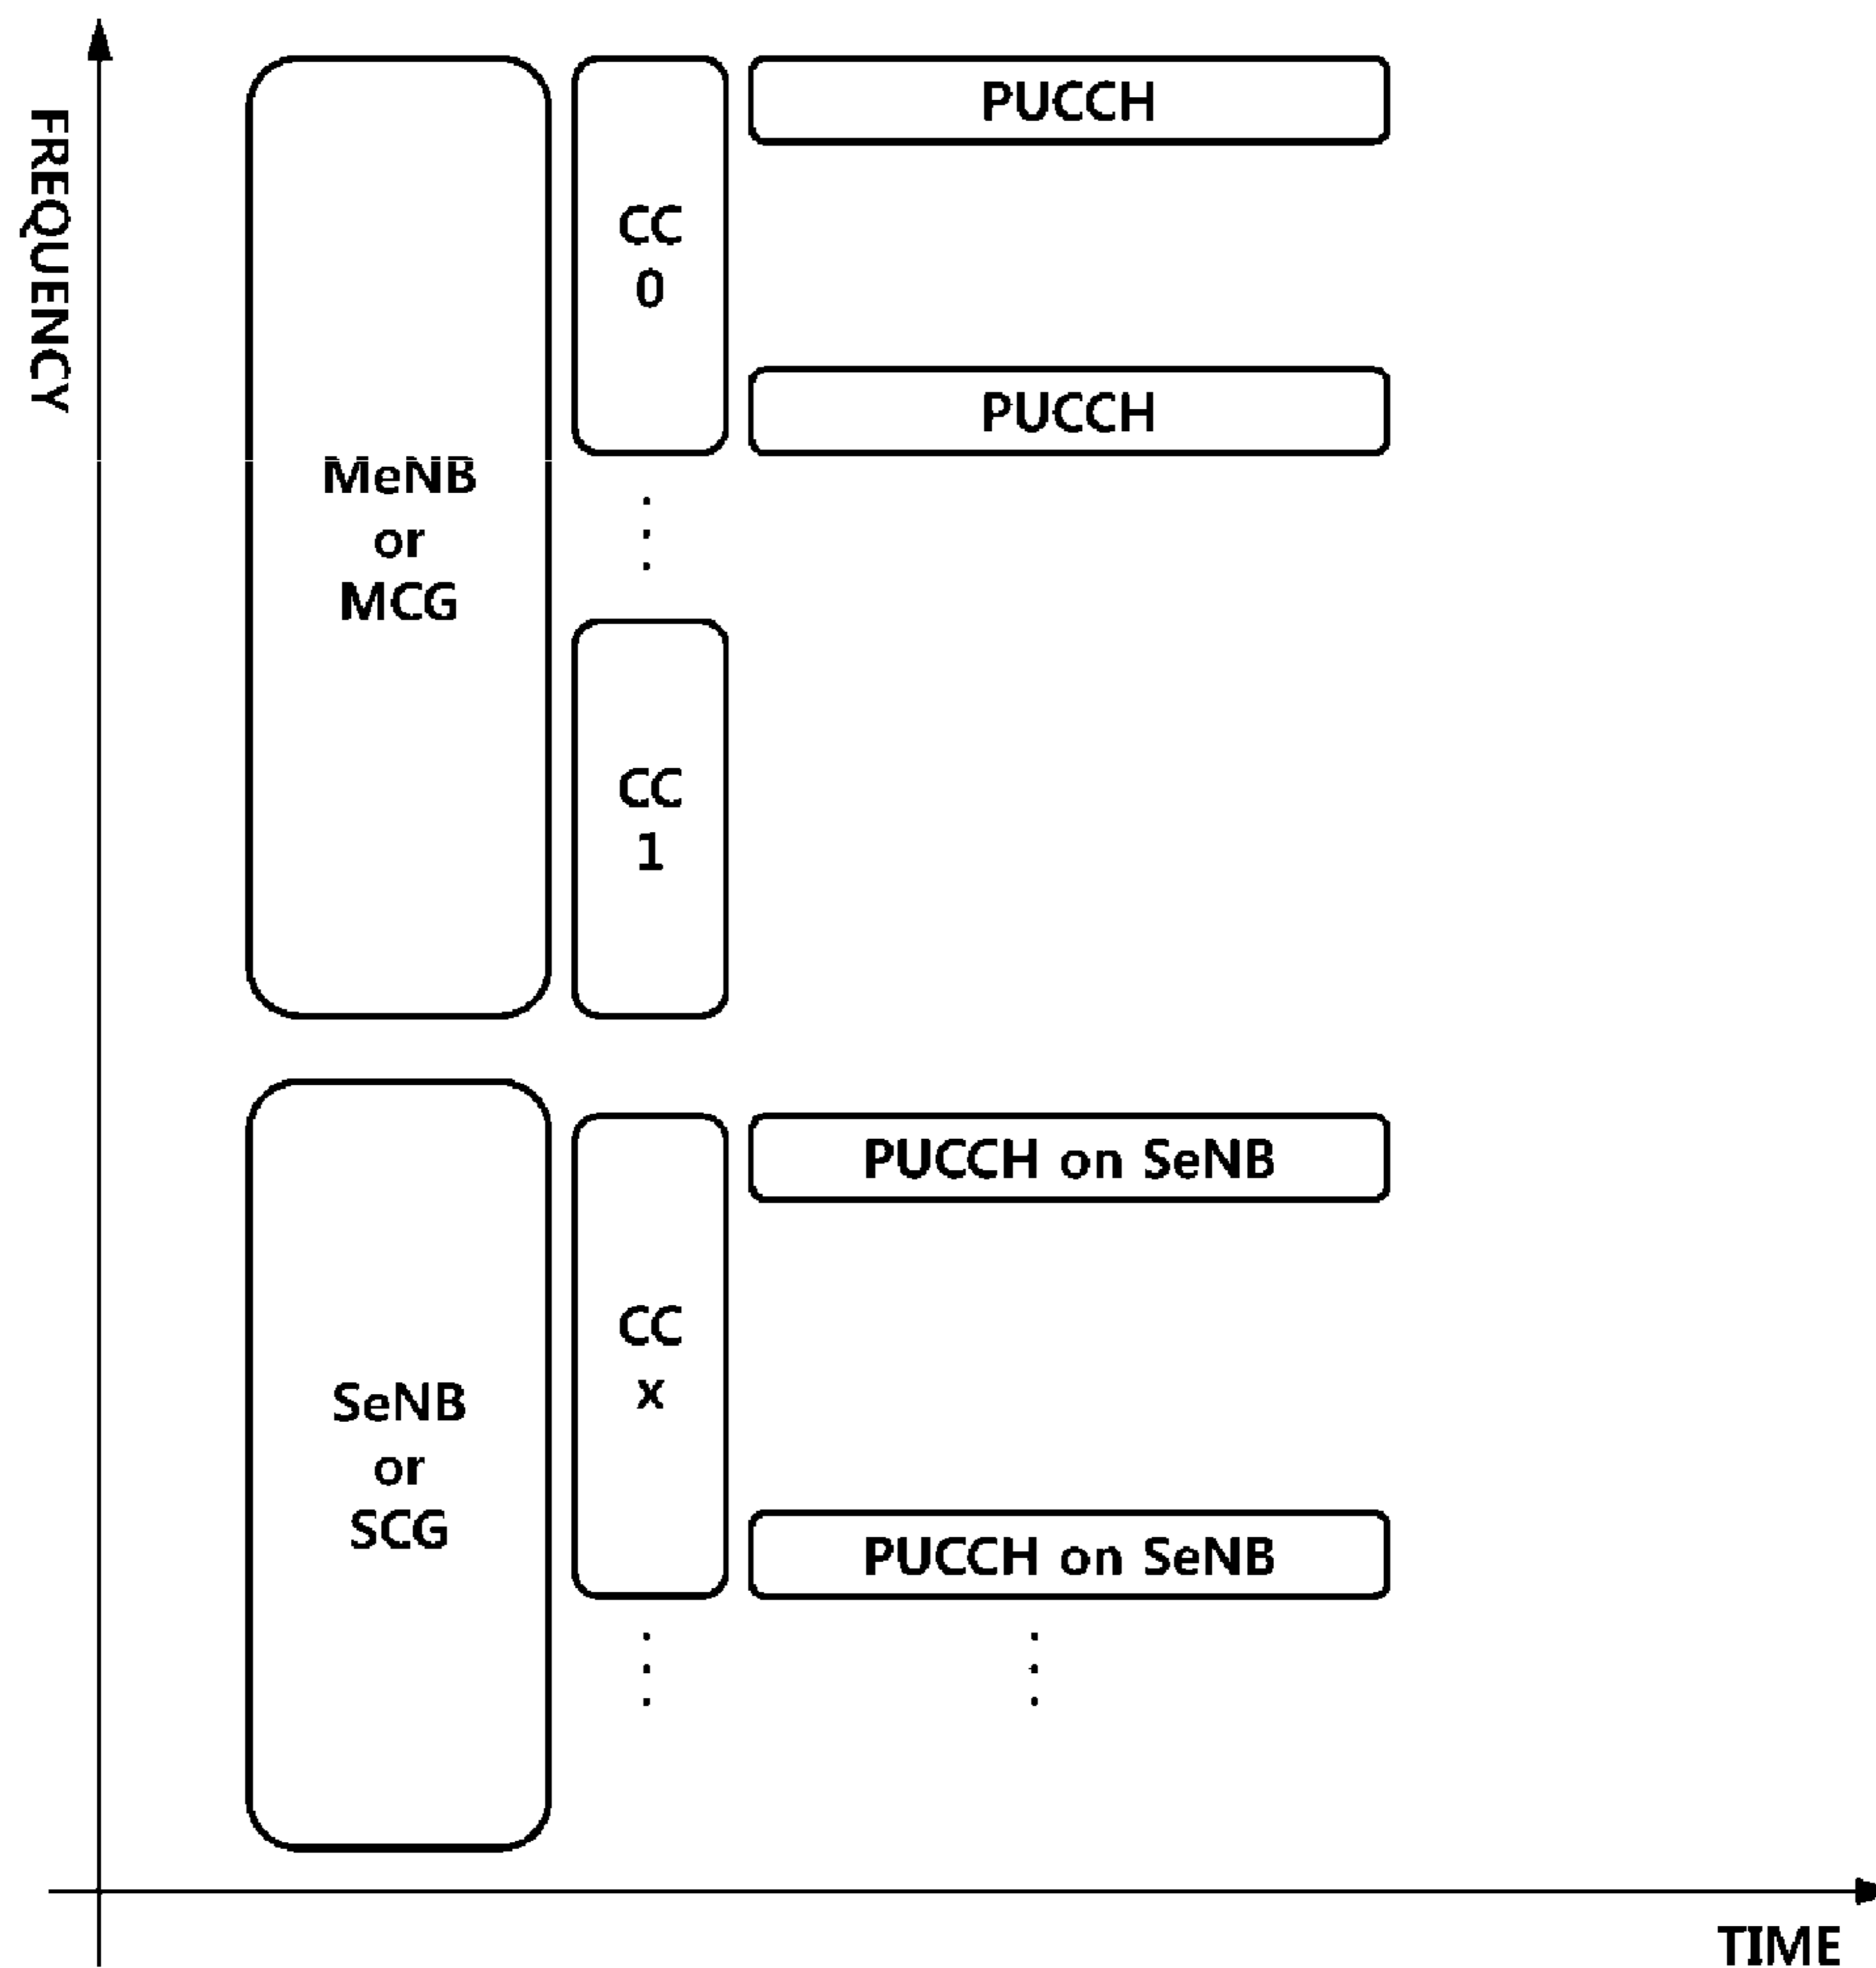 FREQUENCY
MeNB
or
MCG
CC
0
PUCCH
PUCCH
CC
1
SeNB
or
SCG
CC
x
PUCCH on SeNB
PUCCH on SeNB
TIME